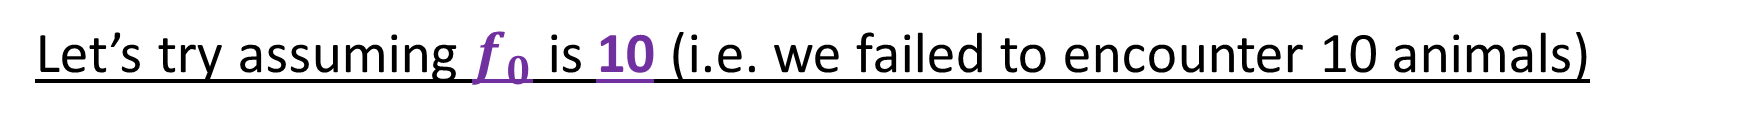 Let’s try assuming f₀ is 10 (i.e. we failed to encounter 10 animals)